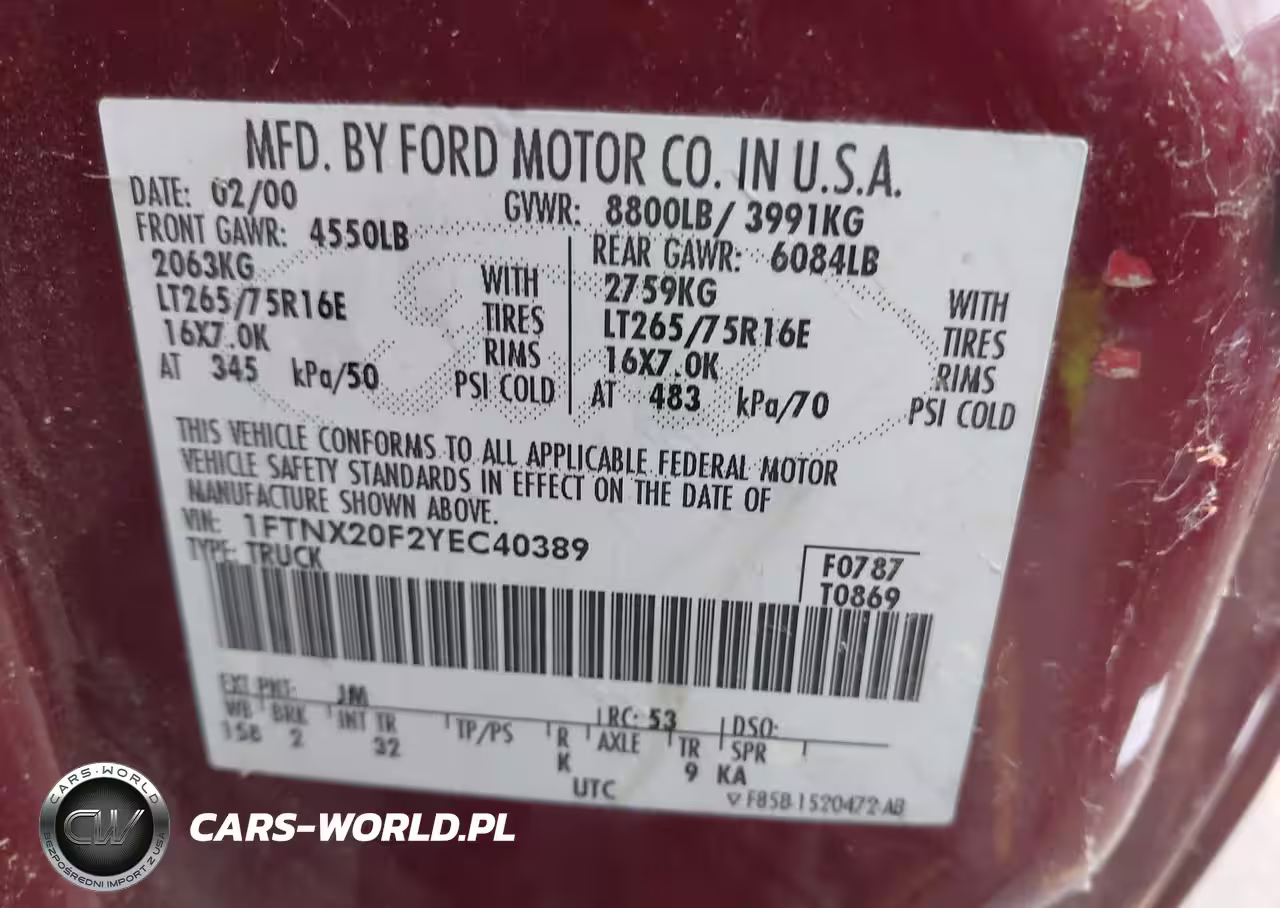 MFD. BY FORD MOTOR CO. IN U.S.A.
DATE: 02/00 GVWR: 8800LB/ 3991KG
FRONT GAWR: 4550LB REAR GAWR: 6084LB
2063KG WITH 2759KG WITH
LT265/75R16E TIRES LT265/75R16E TIRES
16X7.0K RIMS 16X7.0K RIMS
AT 345 kPa/50 PSI COLD AT 483 kPa/70 PSI COLD
THIS VEHICLE CONFORMS TO ALL APPLICABLE FEDERAL MOTOR
VEHICLE SAFETY STANDARDS IN EFFECT ON THE DATE OF
MANUFACTURE SHOWN ABOVE.
VIN: 1FTNX20F2YEC40389
TYPE: TRUCK
F0787
T0869
EXT PNT: JM RC: 53 DSO:
WB BRK INT TR TP/PS R AXLE TR SPR
158 2 32 K 9 KA
UTC
F85B-1520472-AB
CARS-WORLD
CW
BEZPOŚREDNI IMPORT Z USA
CARS-WORLD.PL